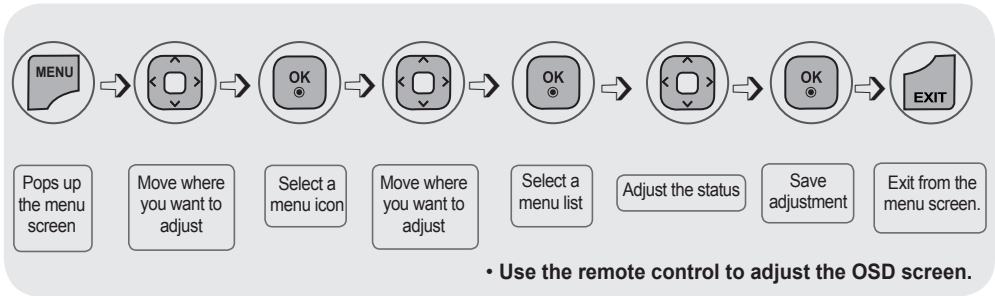 MENU
OK
OK
OK
EXIT
Pops up
the menu
screen
Move where
you want to
adjust
Select a
menu icon
Move where
you want to
adjust
Select a
menu list
Adjust the status
Save
adjustment
Exit from the
menu screen.
• Use the remote control to adjust the OSD screen.